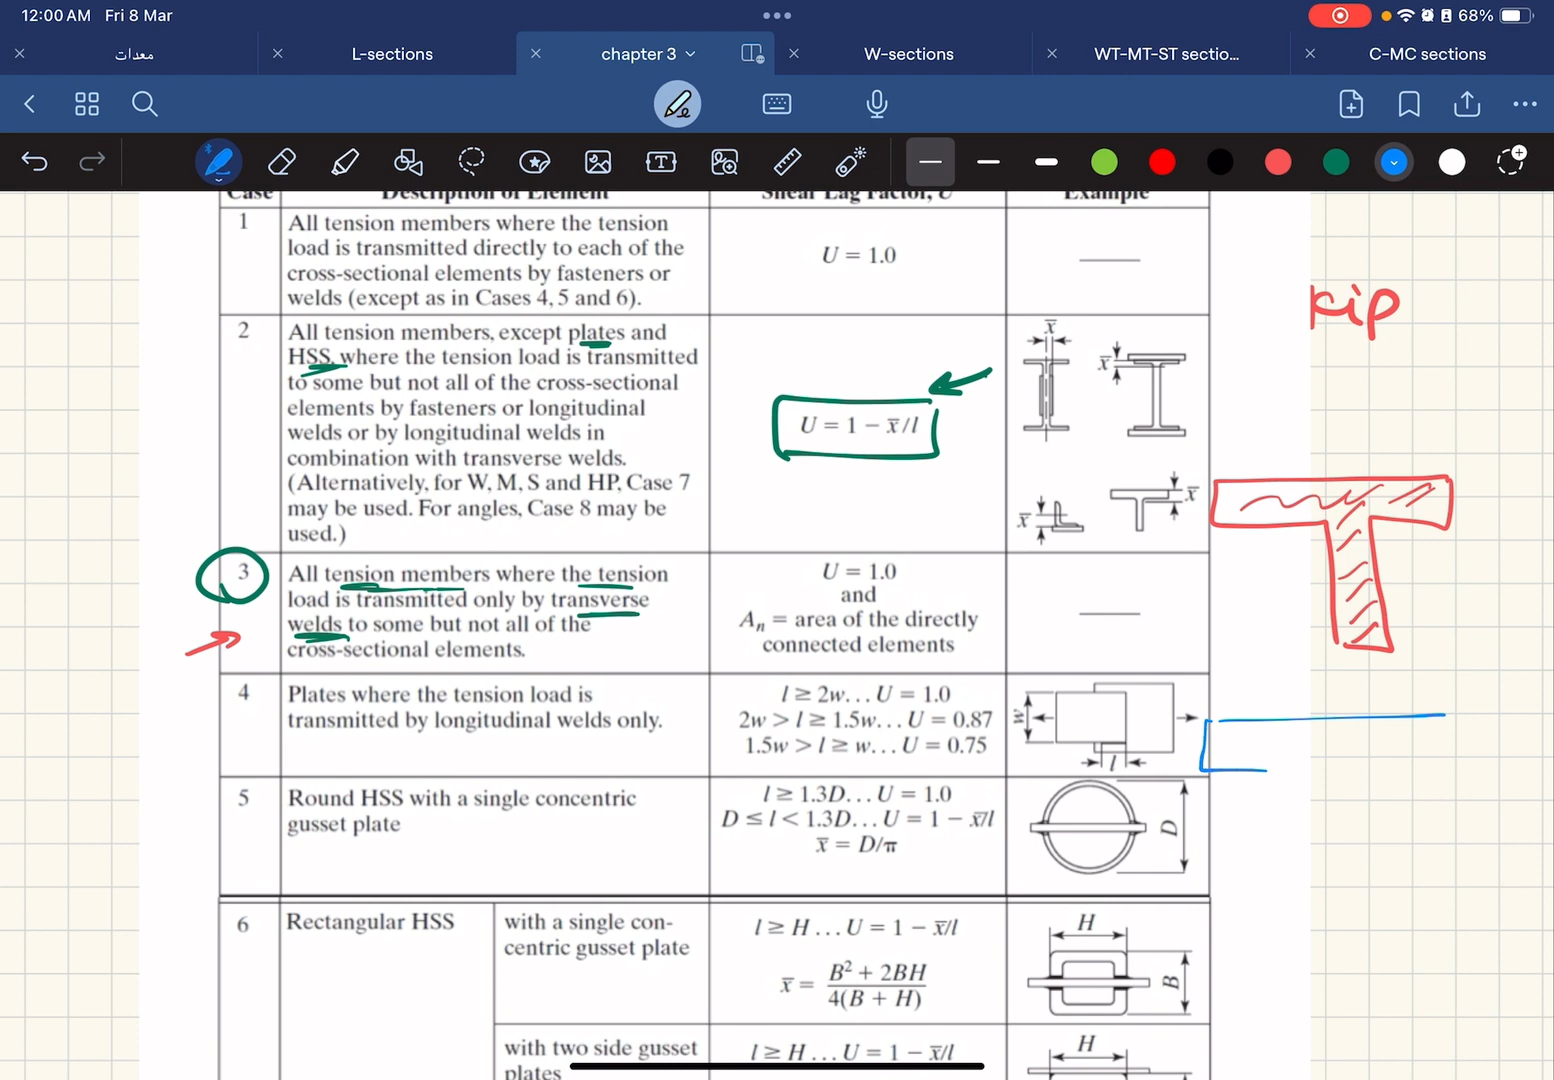 12:00 AM Fri 8 Mar
68%
معدات
L-sections
chapter 3
W-sections
WT-MT-ST sectio...
C-MC sections
Case Description of Element Shear Lag Factor, U Example
1 All tension members where the tension
load is transmitted directly to each of the
cross-sectional elements by fasteners or
welds (except as in Cases 4, 5 and 6).
U = 1.0
2 All tension members, except plates and
HSS, where the tension load is transmitted
to some but not all of the cross-sectional
elements by fasteners or longitudinal
welds or by longitudinal welds in
combination with transverse welds.
(Alternatively, for W, M, S and HP, Case 7
may be used. For angles, Case 8 may be
used.)
U = 1 − x̅/l
x̅
x̅
x̅
x̅
kip
3 All tension members where the tension
load is transmitted only by transverse
welds to some but not all of the
cross-sectional elements.
U = 1.0
and
Aₙ = area of the directly
connected elements
4 Plates where the tension load is
transmitted by longitudinal welds only.
l ≥ 2w... U = 1.0
2w > l ≥ 1.5w... U = 0.87
1.5w > l ≥ w... U = 0.75
w
l
5 Round HSS with a single concentric
gusset plate
l ≥ 1.3D... U = 1.0
D ≤ l < 1.3D... U = 1 − x̅/l
x̅ = D/π
D
6 Rectangular HSS
with a single con-
centric gusset plate
l ≥ H... U = 1 − x̅/l
x̅ = B² + 2BH / 4(B + H)
H
B
with two side gusset
plates
l ≥ H... U = 1 − x̅/l
H